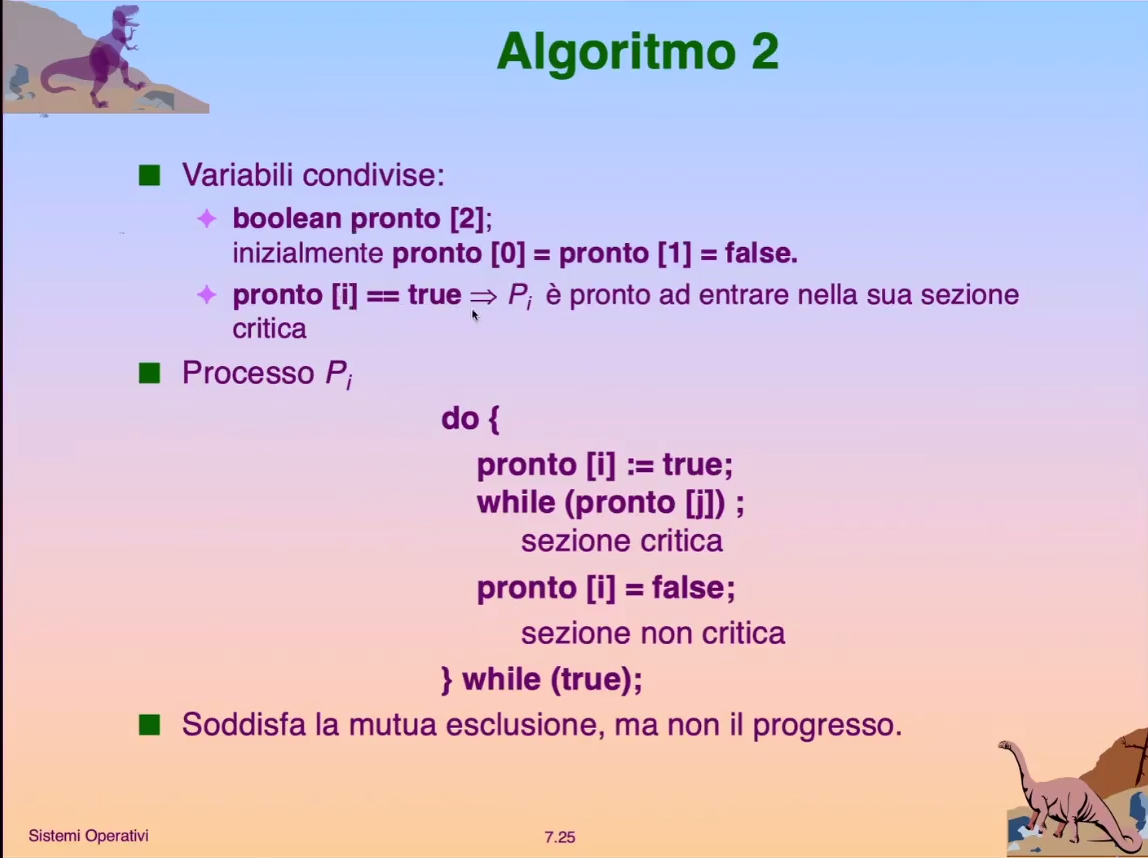 Algoritmo 2
Variabili condivise:
boolean pronto [2];
inizialmente pronto [0] = pronto [1] = false.
pronto [i] == true ⇒ Pi è pronto ad entrare nella sua sezione
critica
Processo Pi
do {
pronto [i] := true;
while (pronto [j]) ;
sezione critica
pronto [i] = false;
sezione non critica
} while (true);
Soddisfa la mutua esclusione, ma non il progresso.
Sistemi Operativi
7.25